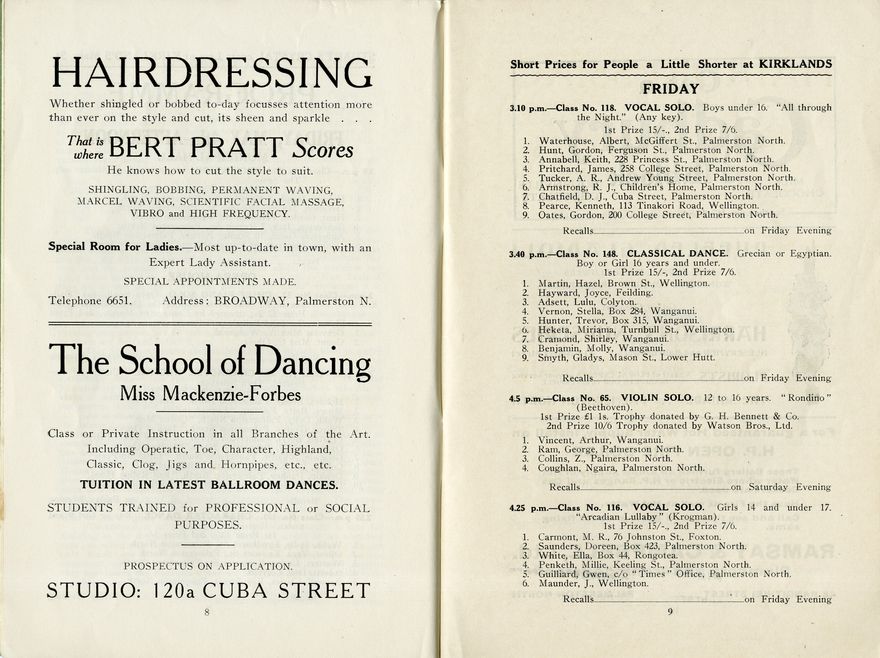 HAIRDRESSING
Whether shingled or bobbed to-day focusses attention more
than ever on the style and cut, its sheen and sparkle . . .
That is where BERT PRATT Scores
He knows how to cut the style to suit.
SHINGLING, BOBBING, PERMANENT WAVING,
MARCEL WAVING, SCIENTIFIC FACIAL MASSAGE,
VIBRO and HIGH FREQUENCY.
Special Room for Ladies.—Most up-to-date in town, with an
Expert Lady Assistant.
SPECIAL APPOINTMENTS MADE.
Telephone 6651. Address: BROADWAY, Palmerston N.
The School of Dancing
Miss Mackenzie-Forbes
Class or Private Instruction in all Branches of the Art.
Including Operatic, Toe, Character, Highland,
Classic, Clog, Jigs and Hornpipes, etc., etc.
TUITION IN LATEST BALLROOM DANCES.
STUDENTS TRAINED for PROFESSIONAL or SOCIAL
PURPOSES.
PROSPECTUS ON APPLICATION.
STUDIO: 120a CUBA STREET
8
Short Prices for People a Little Shorter at KIRKLANDS
FRIDAY
3.10 p.m.—Class No. 118. VOCAL SOLO. Boys under 16. "All through
the Night." (Any key).
1st Prize 15/-, 2nd Prize 7/6.
1. Waterhouse, Albert, McGiffert St., Palmerston North.
2. Hunt, Gordon, Ferguson St., Palmerston North.
3. Annabell, Keith, 228 Princess St., Palmerston North.
4. Pritchard, James, 258 College Street, Palmerston North.
5. Tucker, A. R., Andrew Young Street, Palmerston North.
6. Armstrong, R. J., Children's Home, Palmerston North.
7. Chatfield, D. J., Cuba Street, Palmerston North.
8. Pearce, Kenneth, 113 Tinakori Road, Wellington.
9. Oates, Gordon, 200 College Street, Palmerston North.
Recalls on Friday Evening
3.40 p.m.—Class No. 148. CLASSICAL DANCE. Grecian or Egyptian.
Boy or Girl 16 years and under.
1st Prize 15/-, 2nd Prize 7/6.
1. Martin, Hazel, Brown St., Wellington.
2. Hayward, Joyce, Feilding.
3. Adsett, Lulu, Colyton.
4. Vernon, Stella, Box 284, Wanganui.
5. Hunter, Trevor, Box 315, Wanganui.
6. Heketa, Miriama, Turnbull St., Wellington.
7. Cramond, Shirley, Wanganui.
8. Benjamin, Molly, Wanganui.
9. Smyth, Gladys, Mason St., Lower Hutt.
Recalls on Friday Evening
4.5 p.m.—Class No. 65. VIOLIN SOLO. 12 to 16 years. "Rondino"
(Beethoven).
1st Prize £1 1s. Trophy donated by G. H. Bennett & Co.
2nd Prize 10/6 Trophy donated by Watson Bros., Ltd.
1. Vincent, Arthur, Wanganui.
2. Ram, George, Palmerston North.
3. Collins, Z., Palmerston North.
4. Coughlan, Ngaira, Palmerston North.
Recalls on Saturday Evening
4.25 p.m.—Class No. 116. VOCAL SOLO. Girls 14 and under 17.
"Arcadian Lullaby" (Krogman).
1st Prize 15/-, 2nd Prize 7/6.
1. Carmont, M. R., 76 Johnston St., Foxton.
2. Saunders, Doreen, Box 423, Palmerston North.
3. White, Ella, Box 44, Rongotea.
4. Penketh, Millie, Keeling St., Palmerston North.
5. Guilliard, Gwen, c/o "Times" Office, Palmerston North.
6. Maunder, J., Wellington.
Recalls on Friday Evening
9